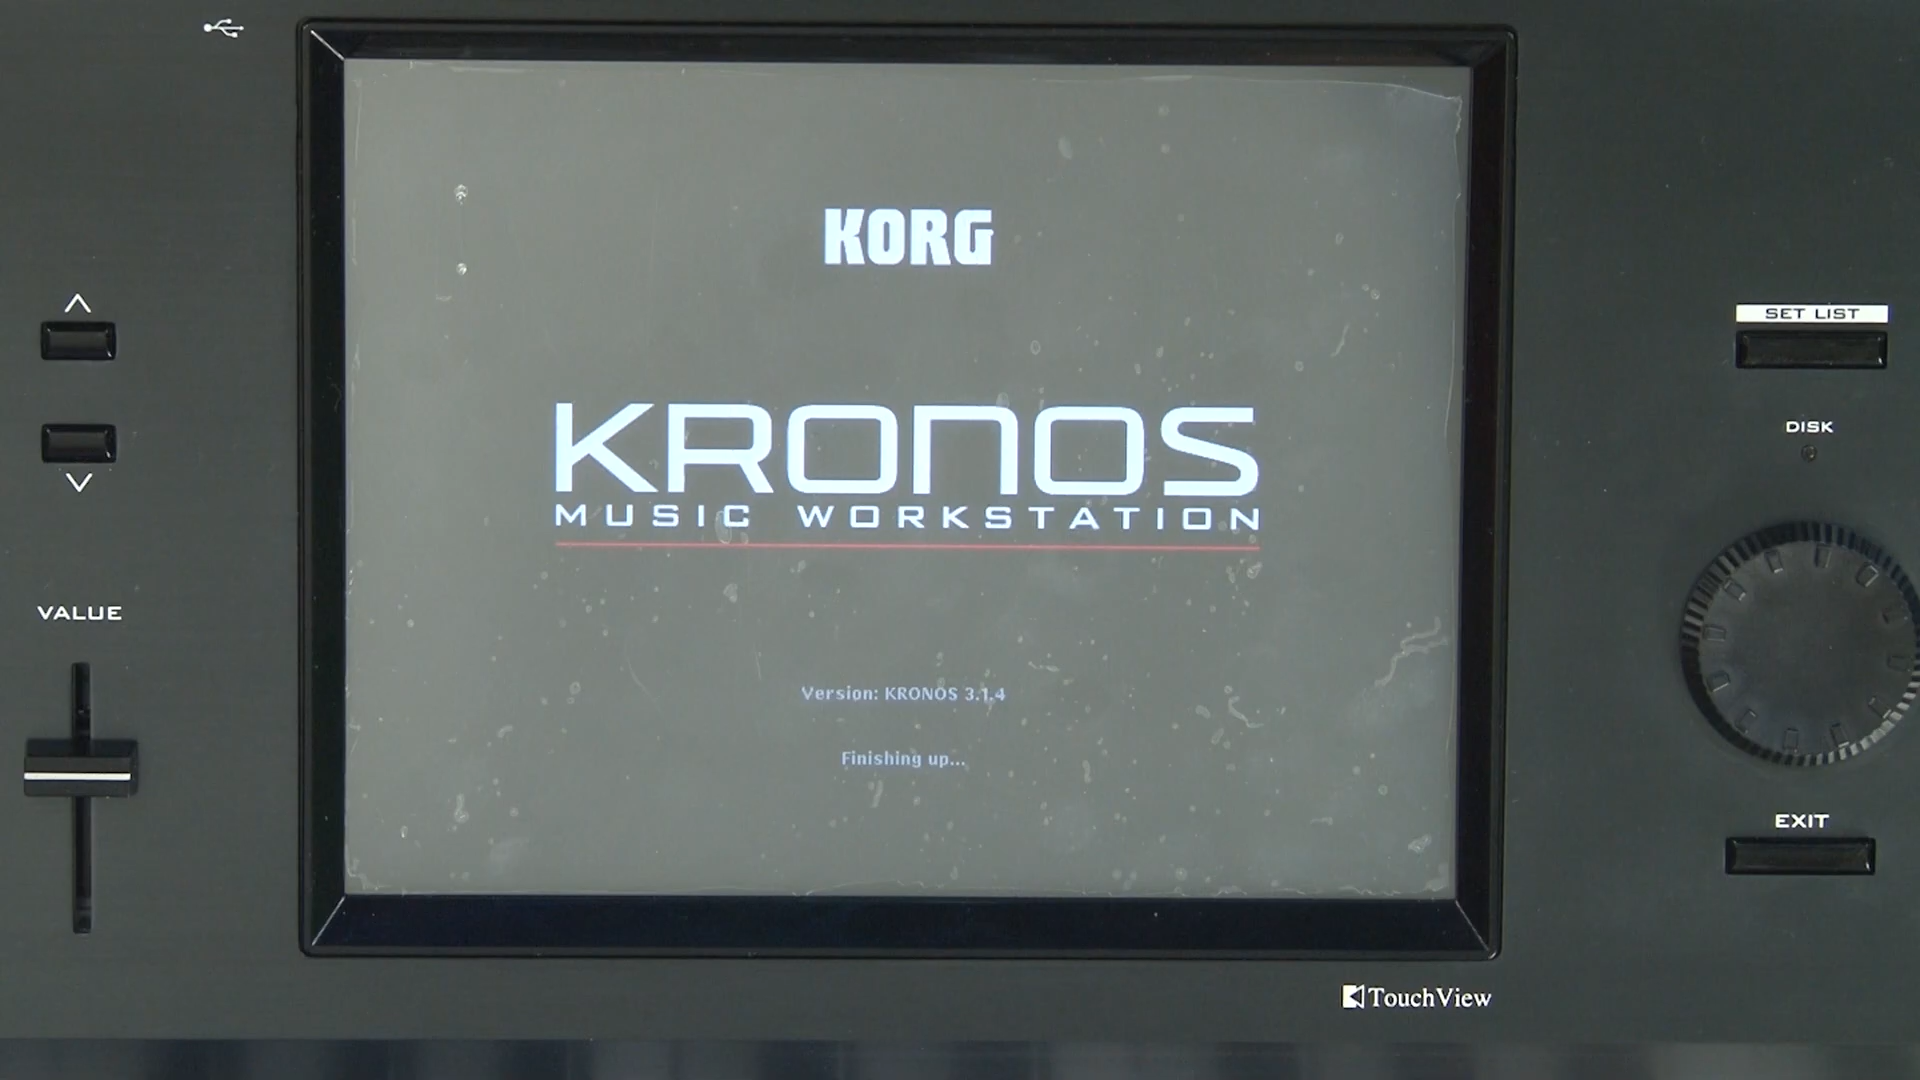 KORG
SET LIST
KRONOS
DISK
MUSIC WORKSTATION
VALUE
Version: KRONOS 3.1.4
Finishing up...
EXIT
TouchView